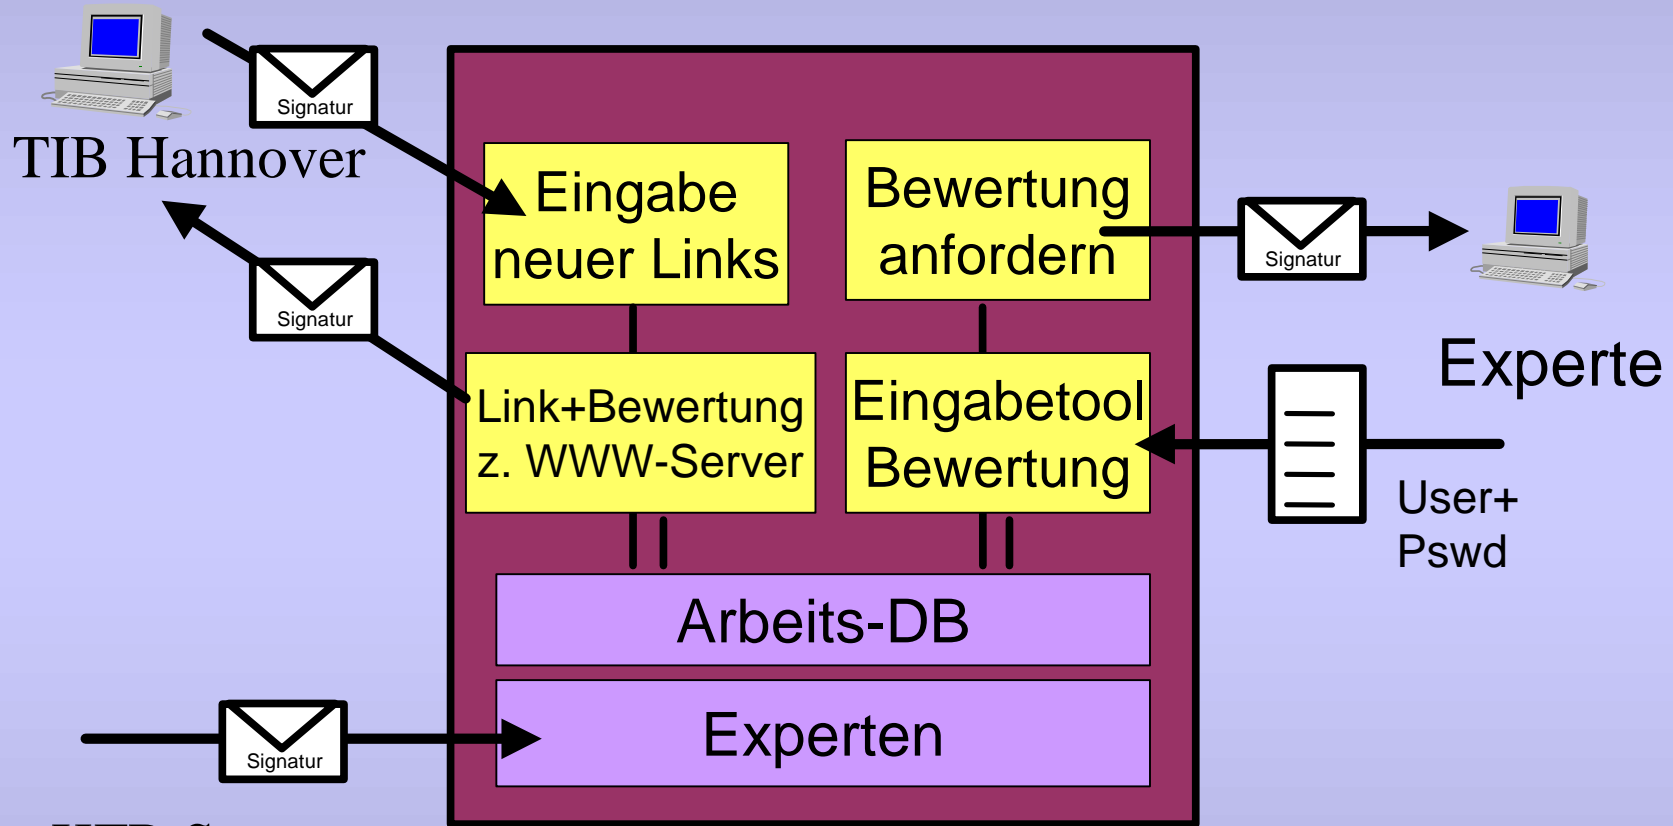 Signatur
TIB Hannover
Eingabe
neuer Links
Bewertung
anfordern
Signatur
Signatur
Experte
Link+Bewertung
z. WWW-Server
Eingabetool
Bewertung
User+
Pswd
Arbeits-DB
Experten
Signatur